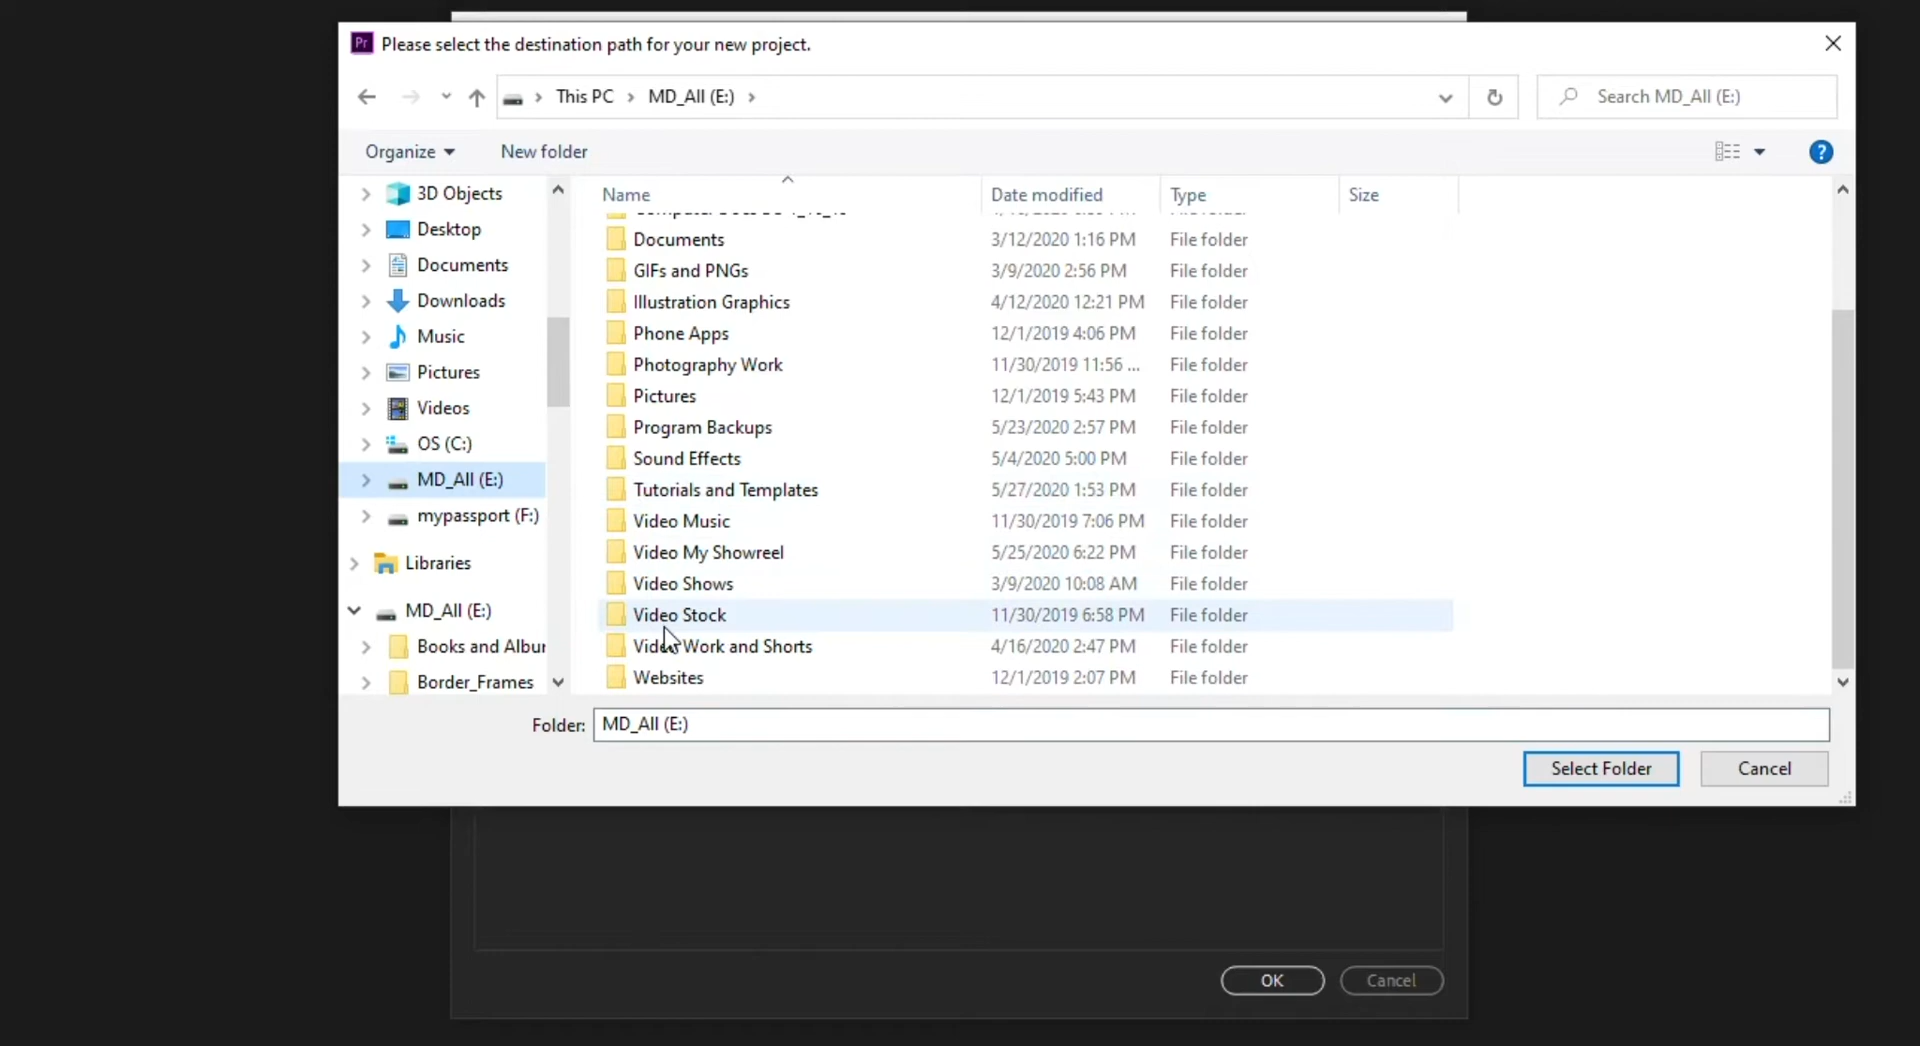 Pr Please select the destination path for your new project.
This PC > MD_All (E:) >
Search MD_All (E:)
Organize
New folder
?
3D Objects
Desktop
Documents
Downloads
Music
Pictures
Videos
OS (C:)
MD_All (E:)
mypassport (F:)
Libraries
MD_All (E:)
Books and Albur
Border_Frames
Name Date modified Type Size
Documents 3/12/2020 1:16 PM File folder
GIFs and PNGs 3/9/2020 2:56 PM File folder
Illustration Graphics 4/12/2020 12:21 PM File folder
Phone Apps 12/1/2019 4:06 PM File folder
Photography Work 11/30/2019 11:56 ... File folder
Pictures 12/1/2019 5:43 PM File folder
Program Backups 5/23/2020 2:57 PM File folder
Sound Effects 5/4/2020 5:00 PM File folder
Tutorials and Templates 5/27/2020 1:53 PM File folder
Video Music 11/30/2019 7:06 PM File folder
Video My Showreel 5/25/2020 6:22 PM File folder
Video Shows 3/9/2020 10:08 AM File folder
Video Stock 11/30/2019 6:58 PM File folder
Video Work and Shorts 4/16/2020 2:47 PM File folder
Websites 12/1/2019 2:07 PM File folder
Folder: MD_All (E:)
Select Folder
Cancel
OK
Cancel